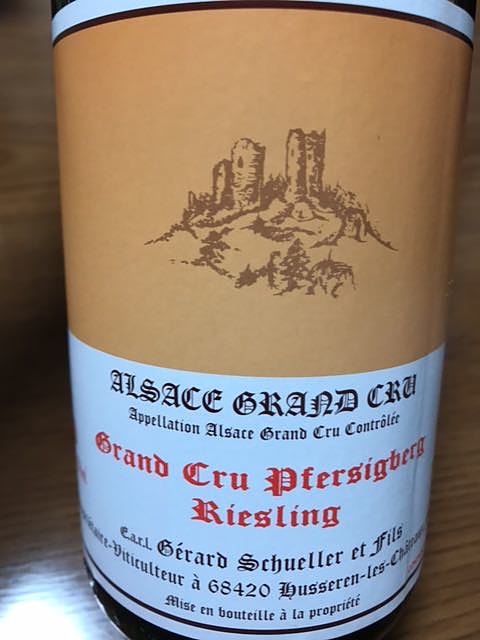 ALSACE GRAND CRU
Appellation Alsace Grand Cru Contrôlée
Grand Cru Pfersigberg
Riesling
E.a.r.l Gérard Schueller et Fils
Viticulteur à 68420 Husseren-les-Châteaux
Mise en bouteille à la propriété